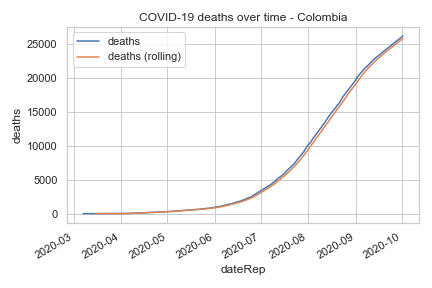 COVID-19 deaths over time - Colombia
deaths
deaths (rolling)
25000
20000
15000
10000
5000
0
deaths
2020-03
2020-04
2020-05
2020-06
2020-07
2020-08
2020-09
2020-10
dateRep